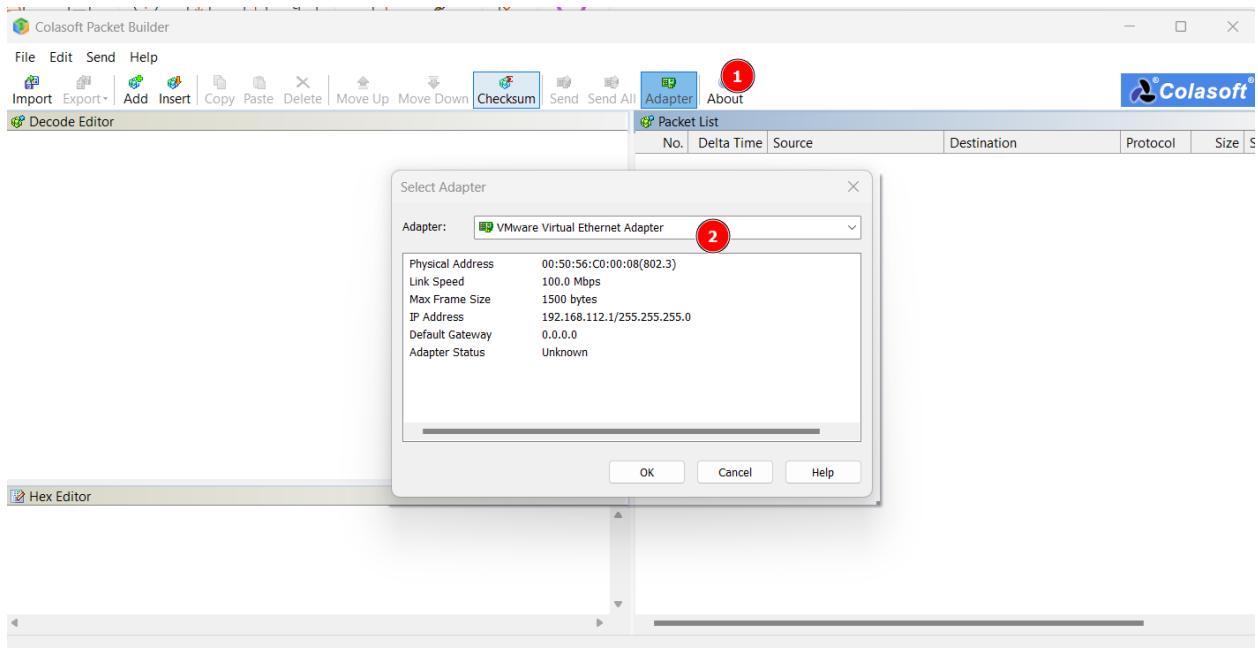 Colasoft Packet Builder
File Edit Send Help
Import Export Add Insert Copy Paste Delete Move Up Move Down Checksum Send Send All Adapter About
1
Colasoft®
Decode Editor
Packet List
No. Delta Time Source Destination Protocol Size S
Select Adapter
Adapter: VMware Virtual Ethernet Adapter
2
Physical Address 00:50:56:C0:00:08(802.3)
Link Speed 100.0 Mbps
Max Frame Size 1500 bytes
IP Address 192.168.112.1/255.255.255.0
Default Gateway 0.0.0.0
Adapter Status Unknown
OK Cancel Help
Hex Editor